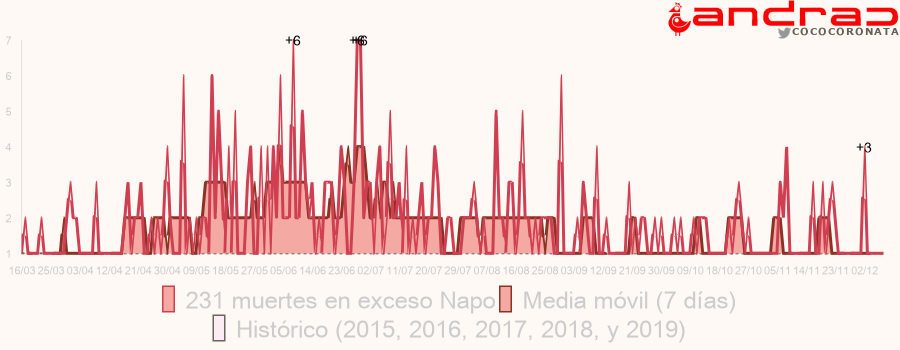 andrac
COCOCORONATA
7
+6 +6 +6
6
5
4
+3
3
2
1
16/03 25/03 03/04 12/04 21/04 30/04 09/05 18/05 27/05 05/06 14/06 23/06 02/07 11/07 20/07 29/07 07/08 16/08 25/08 03/09 12/09 21/09 30/09 09/10 18/10 27/10 05/11 14/11 23/11 02/12
231 muertes en exceso Napo Media móvil (7 días)
Histórico (2015, 2016, 2017, 2018, y 2019)